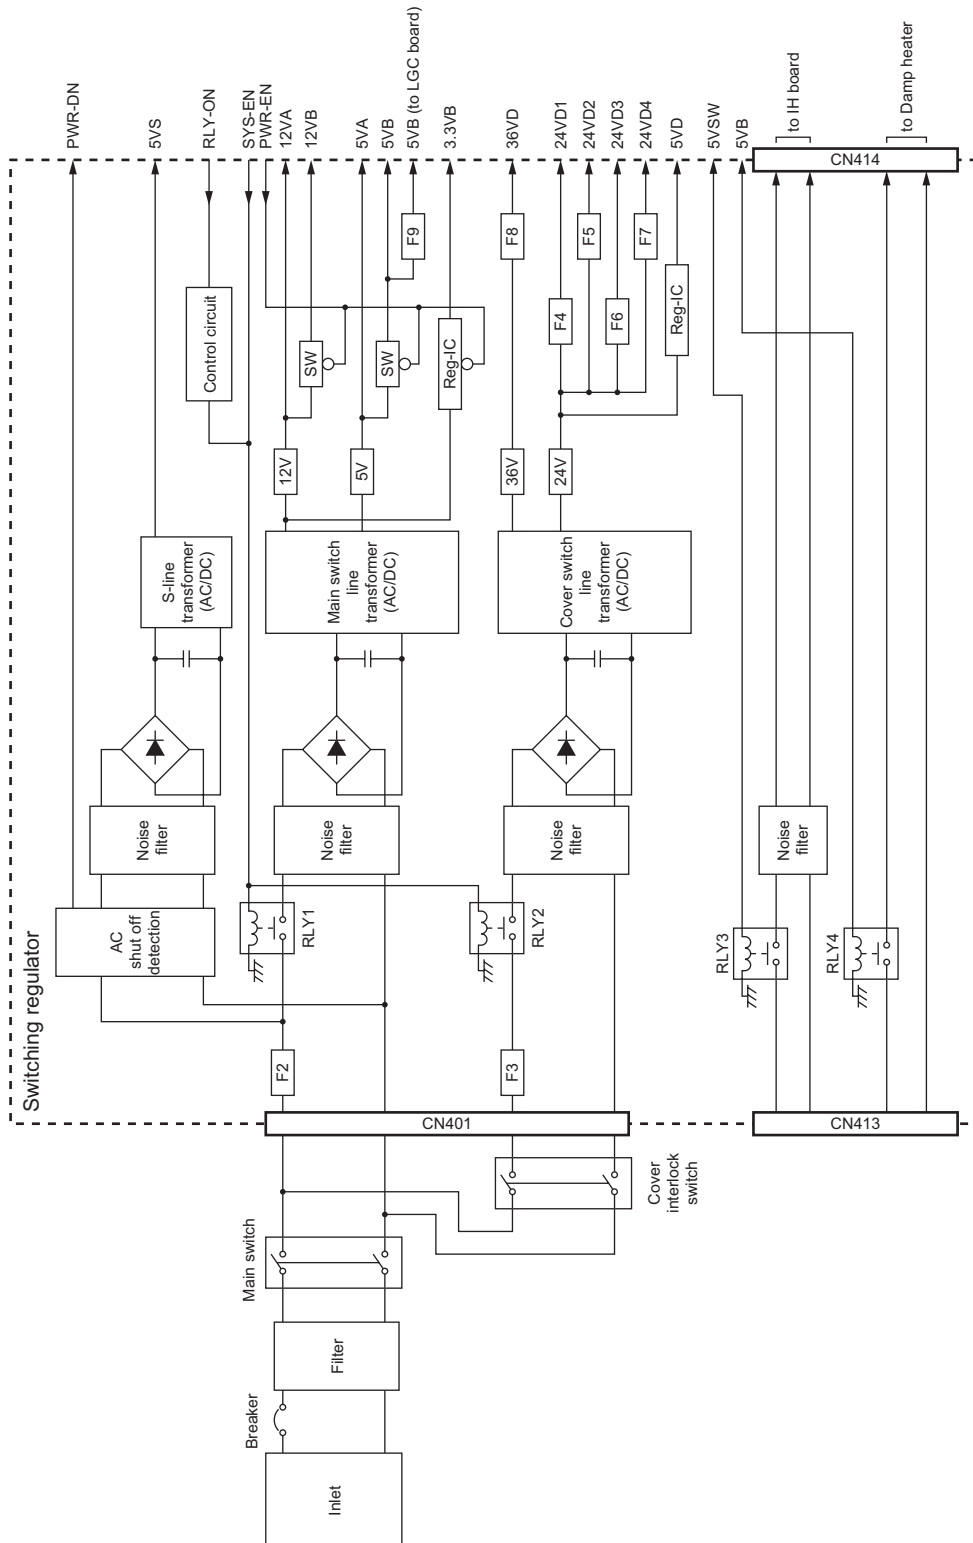 Switching regulator
PWR-DN
5VS
RLY-ON
SYS-EN
PWR-EN
12VA
12VB
5VA
5VB
5VB (to LGC board)
3.3VB
36VD
24VD1
24VD2
24VD3
24VD4
5VD
5VSW
5VB
to IH board
to Damp heater
CN414
F9
F8
F5
F7
F4
F6
Reg-IC
Control circuit
SW
SW
Reg-IC
12V
5V
36V
24V
S-line
transformer
(AC/DC)
Main switch
line
transformer
(AC/DC)
Cover switch
line
transformer
(AC/DC)
Noise
filter
Noise
filter
Noise
filter
Noise
filter
AC
shut off
detection
RLY1
RLY2
RLY3
RLY4
F2
F3
CN401
CN413
Cover
interlock
switch
Main switch
Filter
Breaker
Inlet